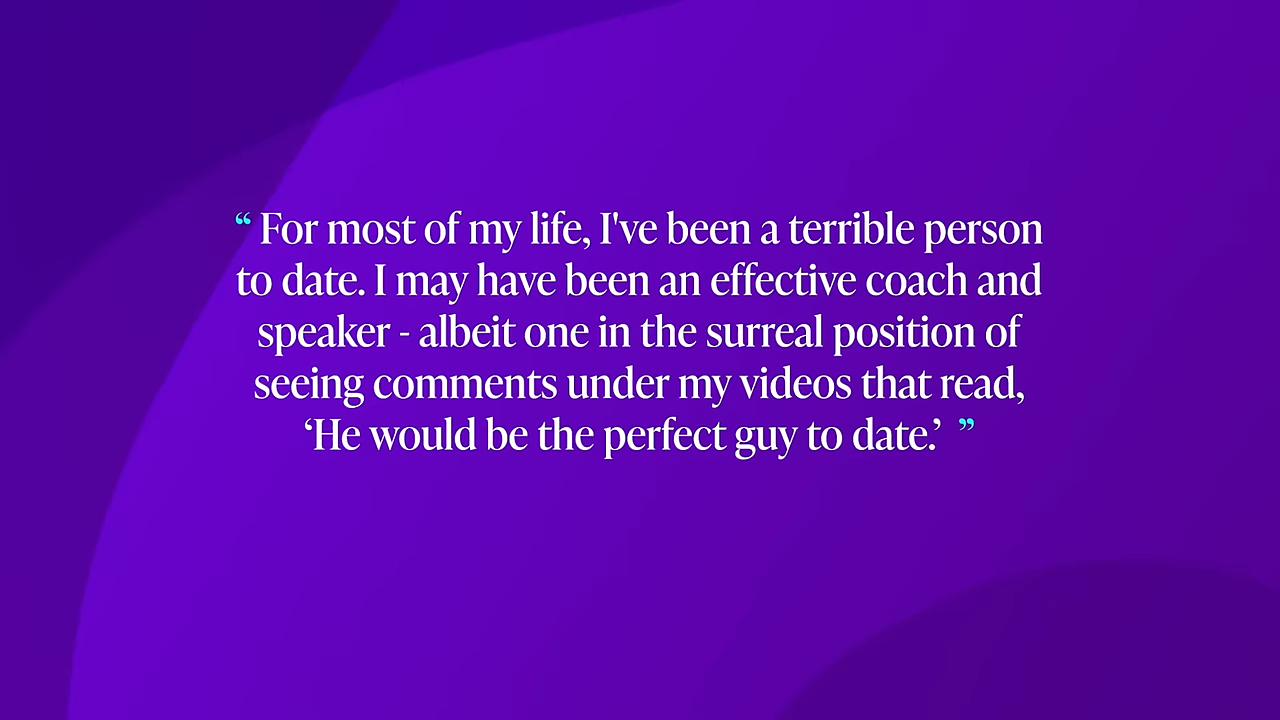 “ For most of my life, I've been a terrible person
to date. I may have been an effective coach and
speaker - albeit one in the surreal position of
seeing comments under my videos that read,
‘He would be the perfect guy to date.’ ”